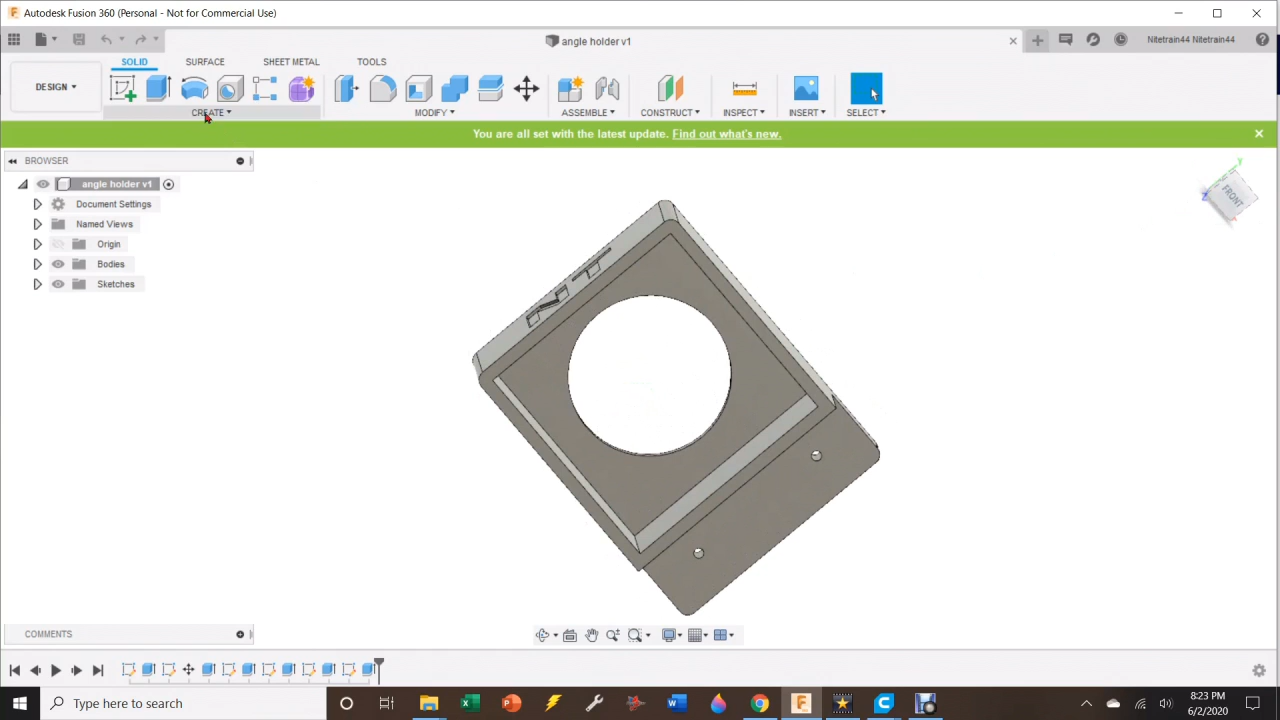 Autodesk Fusion 360 (Personal - Not for Commercial Use)
angle holder v1
Nitetrain44 Nitetrain44
DESIGN
SOLID SURFACE SHEET METAL TOOLS
CREATE MODIFY ASSEMBLE CONSTRUCT INSPECT INSERT SELECT
You are all set with the latest update. Find out what's new.
BROWSER
angle holder v1
Document Settings
Named Views
Origin
Bodies
Sketches
FRONT
Y
Z
NT
COMMENTS
Type here to search
8:23 PM
6/2/2020